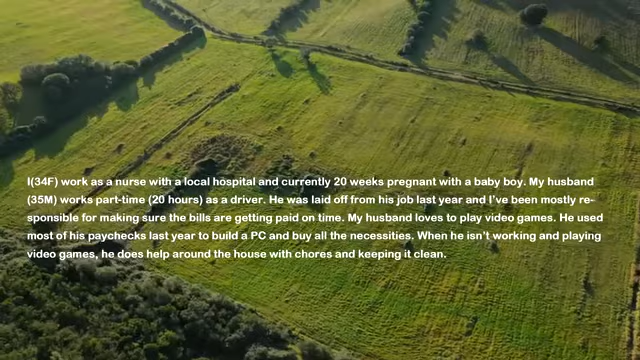 I(34F) work as a nurse with a local hospital and currently 20 weeks pregnant with a baby boy. My husband
(35M) works part-time (20 hours) as a driver. He was laid off from his job last year and I've been mostly re-
sponsible for making sure the bills are getting paid on time. My husband loves to play video games. He used
most of his paychecks last year to build a PC and buy all the necessities. When he isn't working and playing
video games, he does help around the house with chores and keeping it clean.